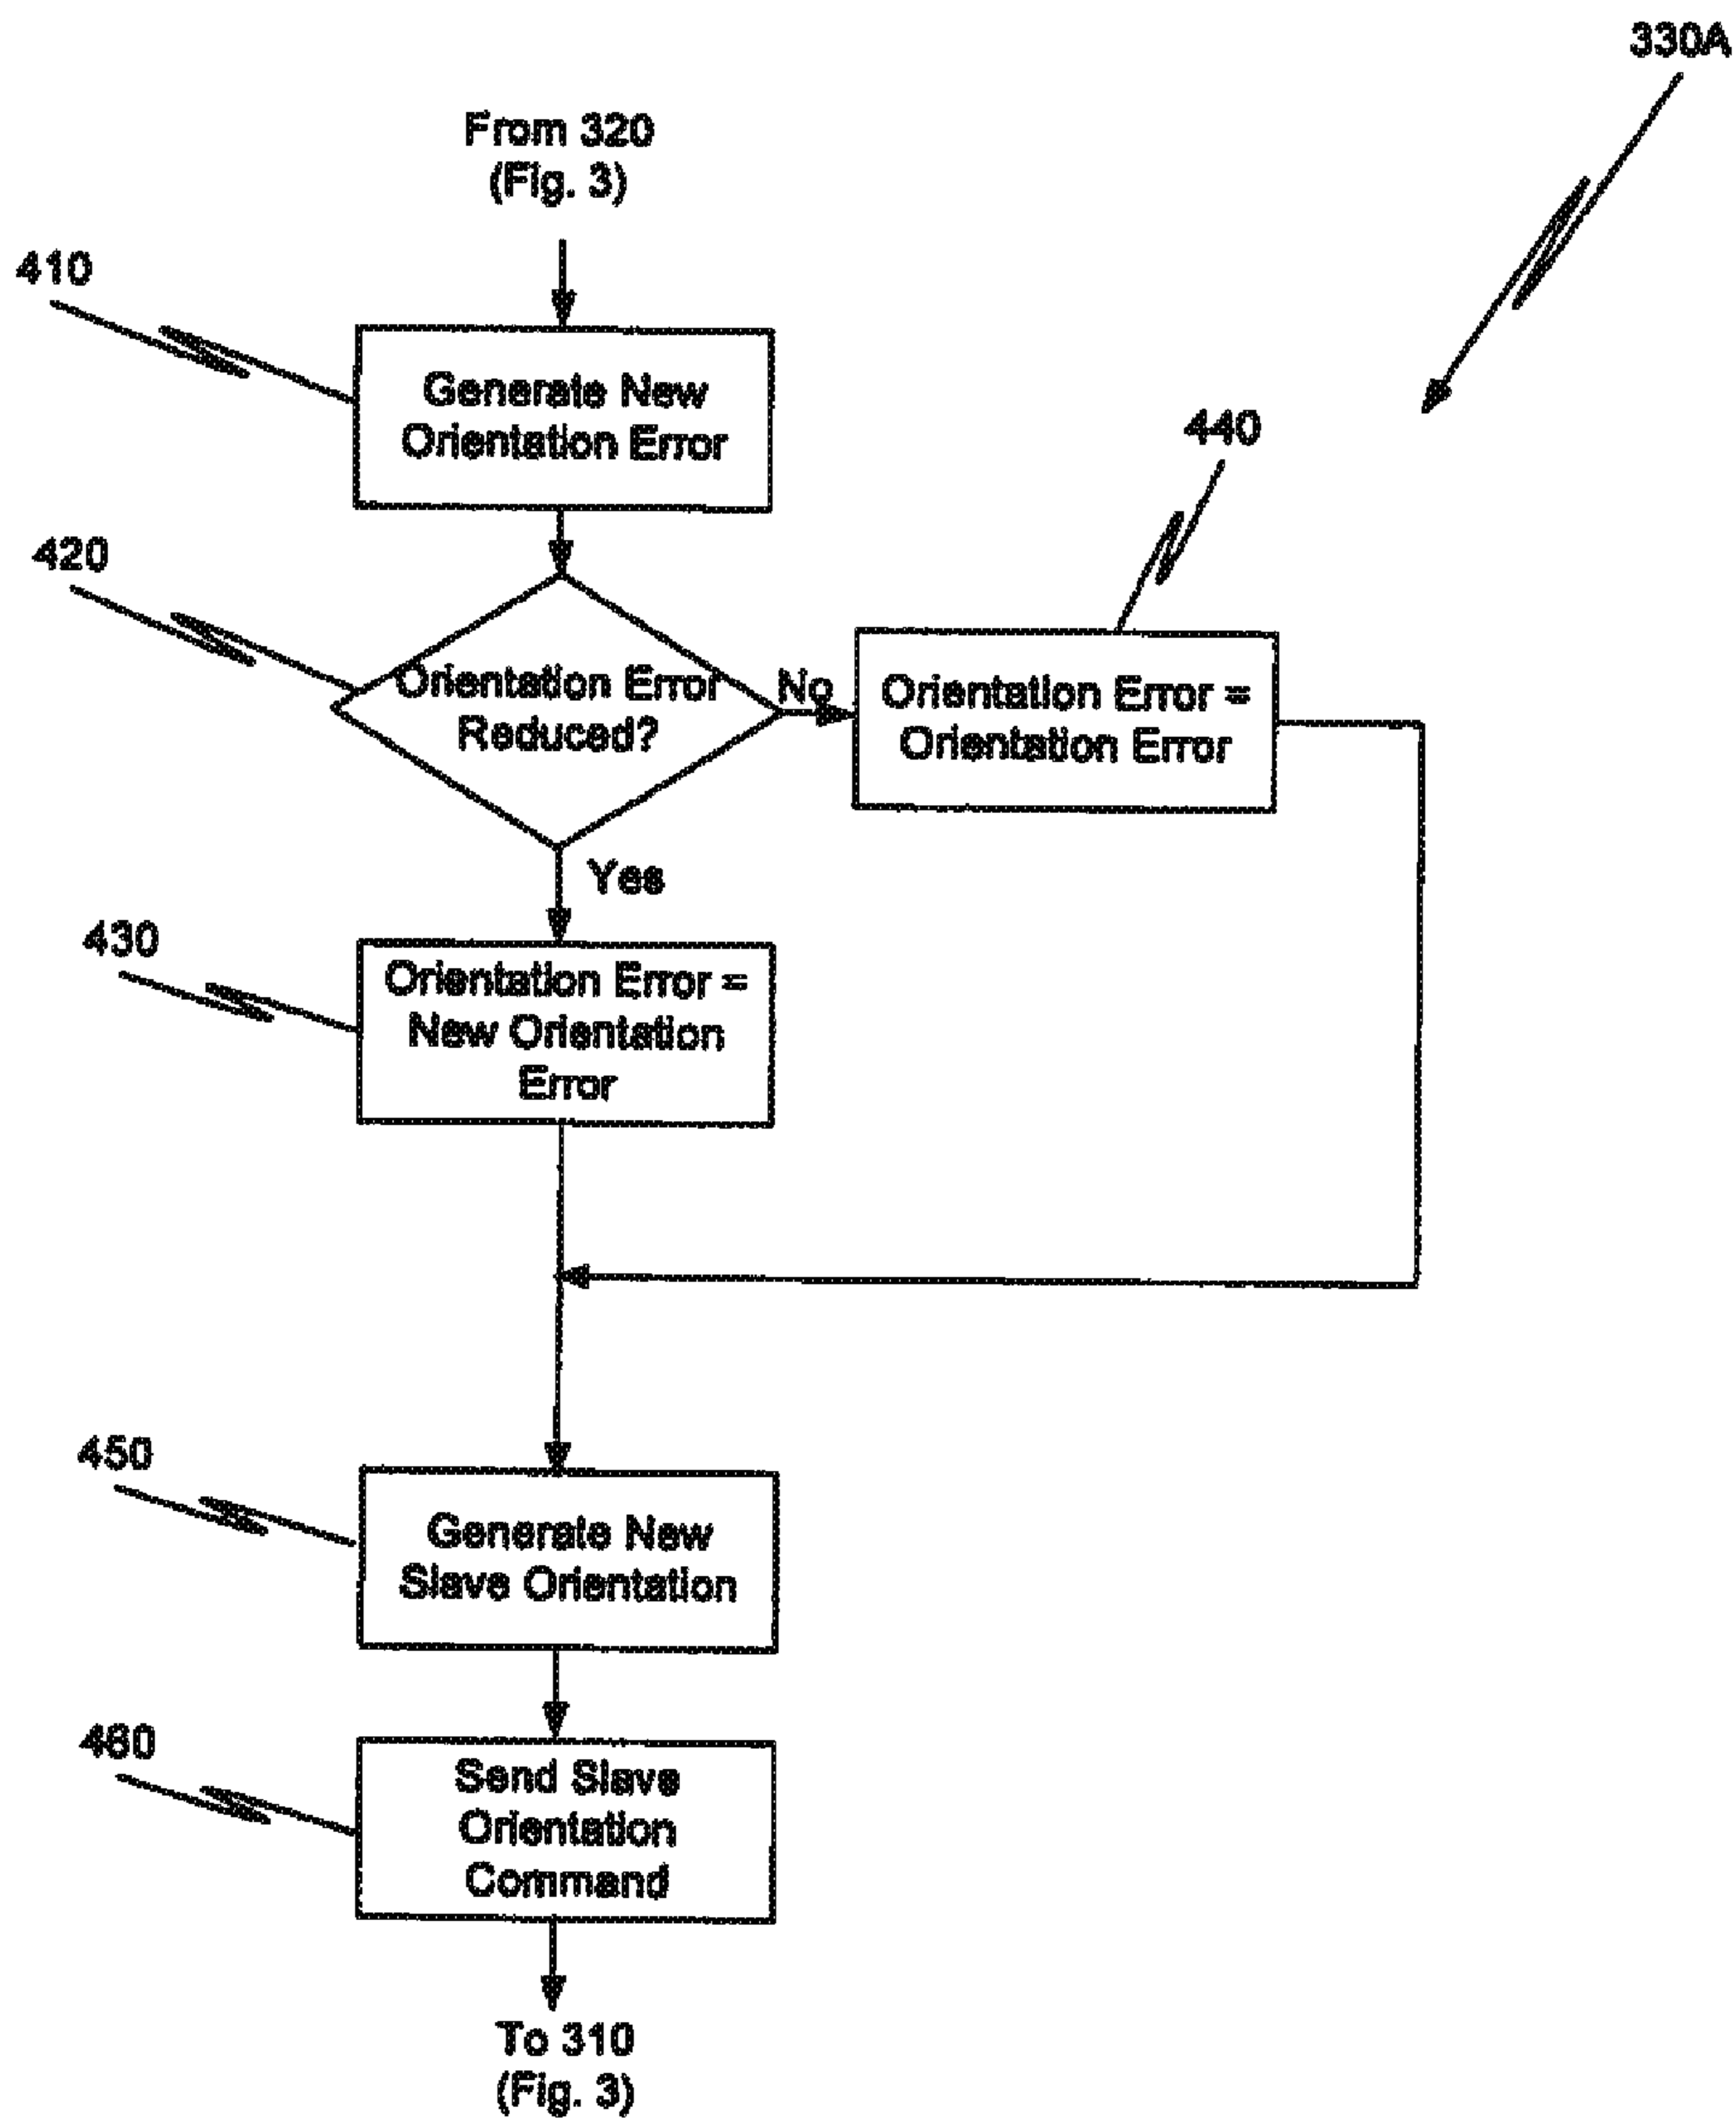 330A
From 320
(Fig. 3)
410
Generate New
Orientation Error
420
Orientation Error
Reduced?
No
440
Orientation Error =
Orientation Error
Yes
430
Orientation Error =
New Orientation
Error
450
Generate New
Slave Orientation
460
Send Slave
Orientation
Command
To 310
(Fig. 3)